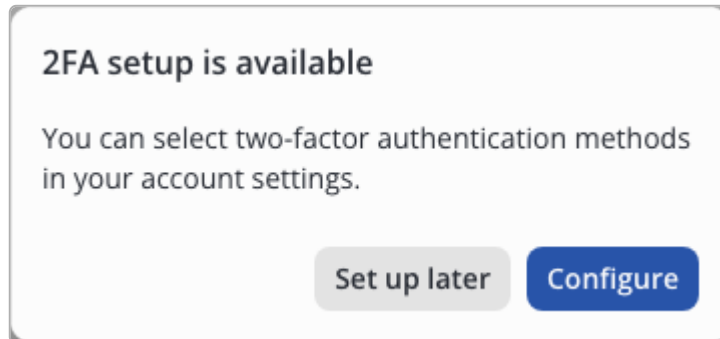 2FA setup is available
You can select two-factor authentication methods
in your account settings.
Set up later
Configure